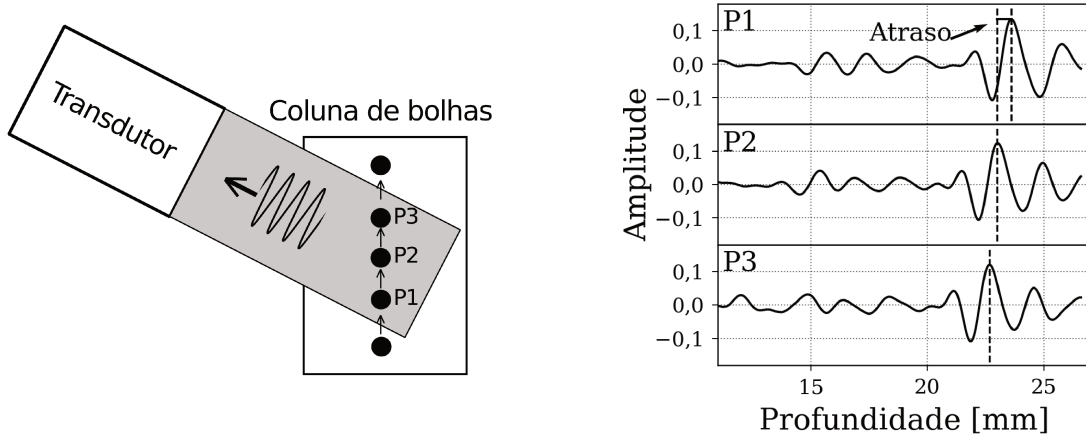 Transdutor
Coluna de bolhas
P3
P2
P1
Amplitude
P1
Atraso
0,1
0,0
−0,1
P2
0,1
0,0
−0,1
P3
0,1
0,0
−0,1
15 20 25
Profundidade [mm]